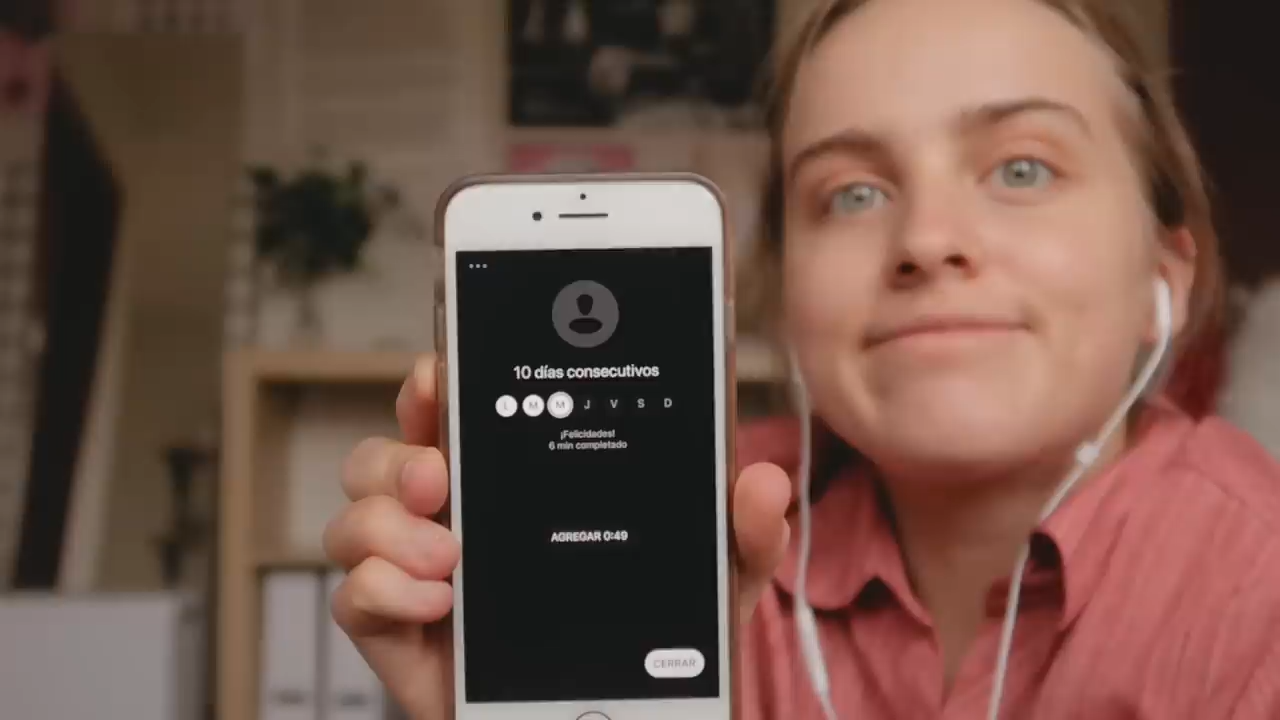 10 días consecutivos
L M M J V S D
¡Felicidades!
6 min completado
AGREGAR 0:49
CERRAR